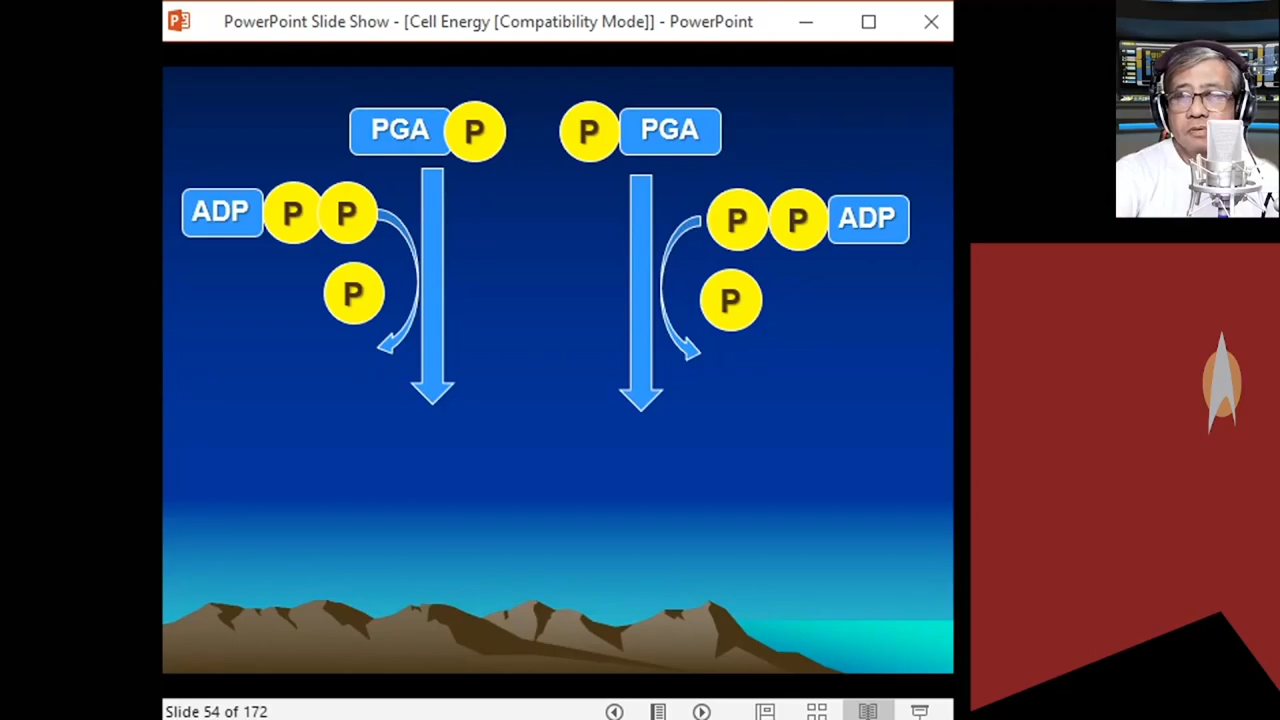 PowerPoint Slide Show - [Cell Energy [Compatibility Mode]] - PowerPoint
PGA P P PGA
ADP P P P P ADP
P P
Slide 54 of 172